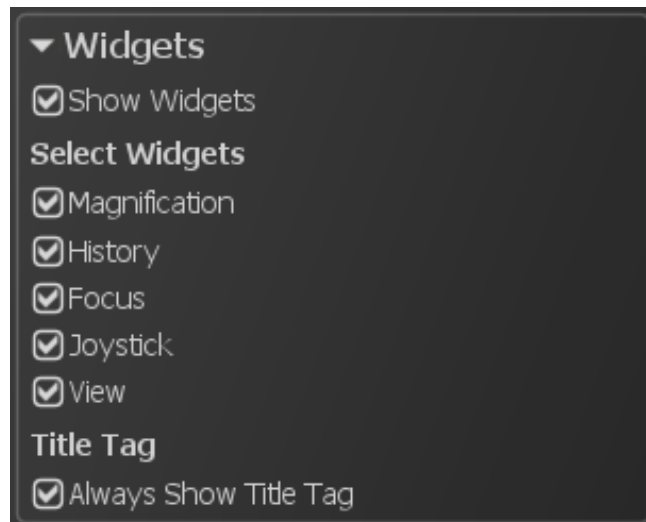 Widgets
Show Widgets
Select Widgets
Magnification
History
Focus
Joystick
View
Title Tag
Always Show Title Tag